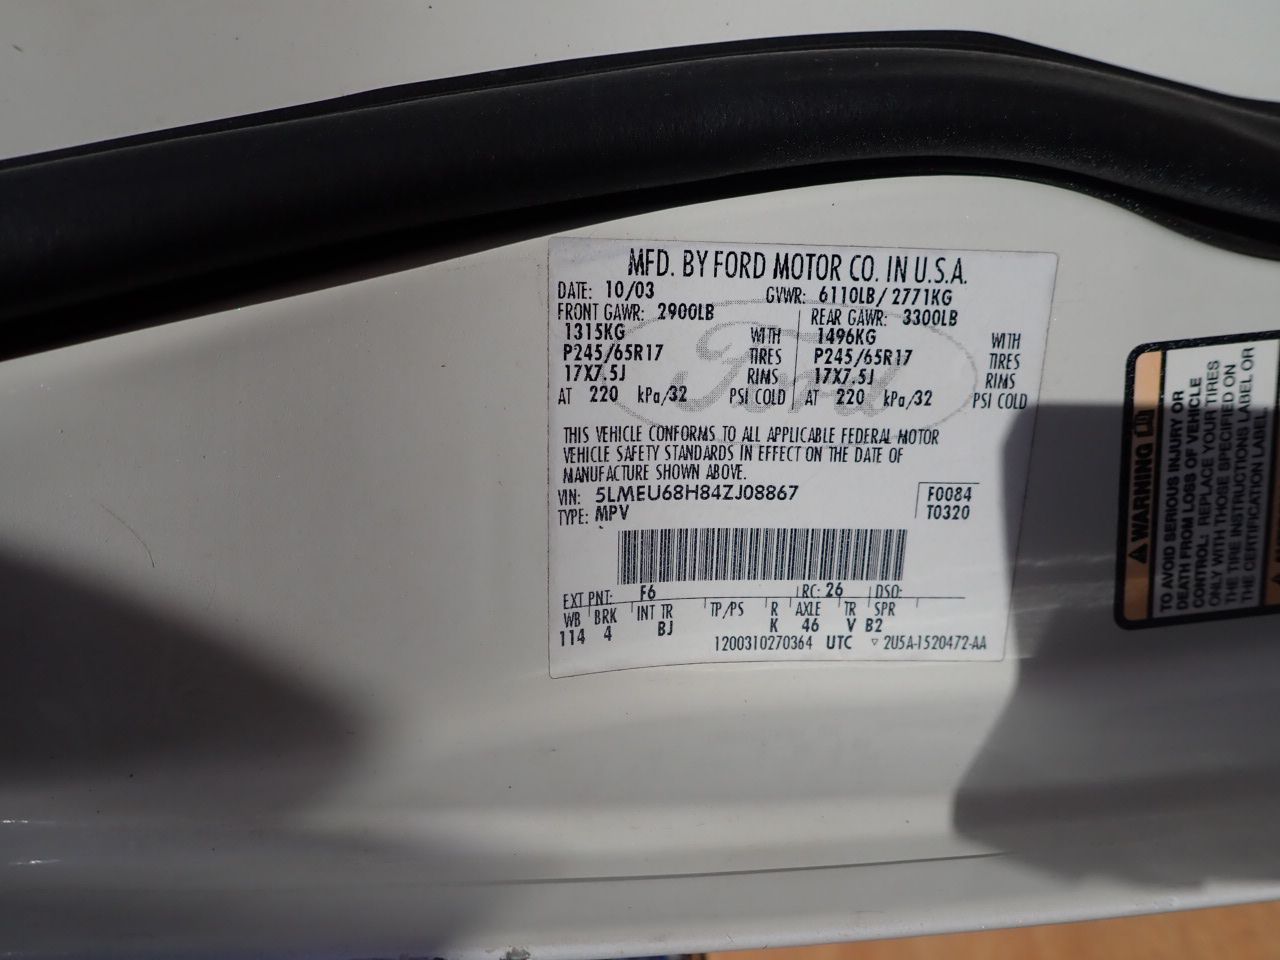 MFD. BY FORD MOTOR CO. IN U.S.A.
DATE: 10/03 GVWR: 6110LB/2771KG
FRONT GAWR: 2900LB REAR GAWR: 3300LB
1315KG WITH 1496KG WITH
P245/65R17 TIRES P245/65R17 TIRES
17X7.5J RIMS 17X7.5J RIMS
AT 220 kPa/32 PSI COLD AT 220 kPa/32 PSI COLD
Ford
THIS VEHICLE CONFORMS TO ALL APPLICABLE FEDERAL MOTOR
VEHICLE SAFETY STANDARDS IN EFFECT ON THE DATE OF
MANUFACTURE SHOWN ABOVE.
VIN: 5LMEU68H84ZJ08867 F0084
TYPE: MPV T0320
EXT PNT: F6 RC: 26 DSO:
WB BRK INT TR TP/PS R AXLE TR SPR
114 4 BJ K 46 V B2
1200310270364 UTC ▽ 2U5A-1520472-AA
⚠ WARNING
TO AVOID SERIOUS INJURY OR
DEATH FROM LOSS OF VEHICLE
CONTROL: REPLACE YOUR TIRES
ONLY WITH THOSE SPECIFIED ON
THE TIRE INSTRUCTIONS LABEL OR
THE CERTIFICATION LABEL.